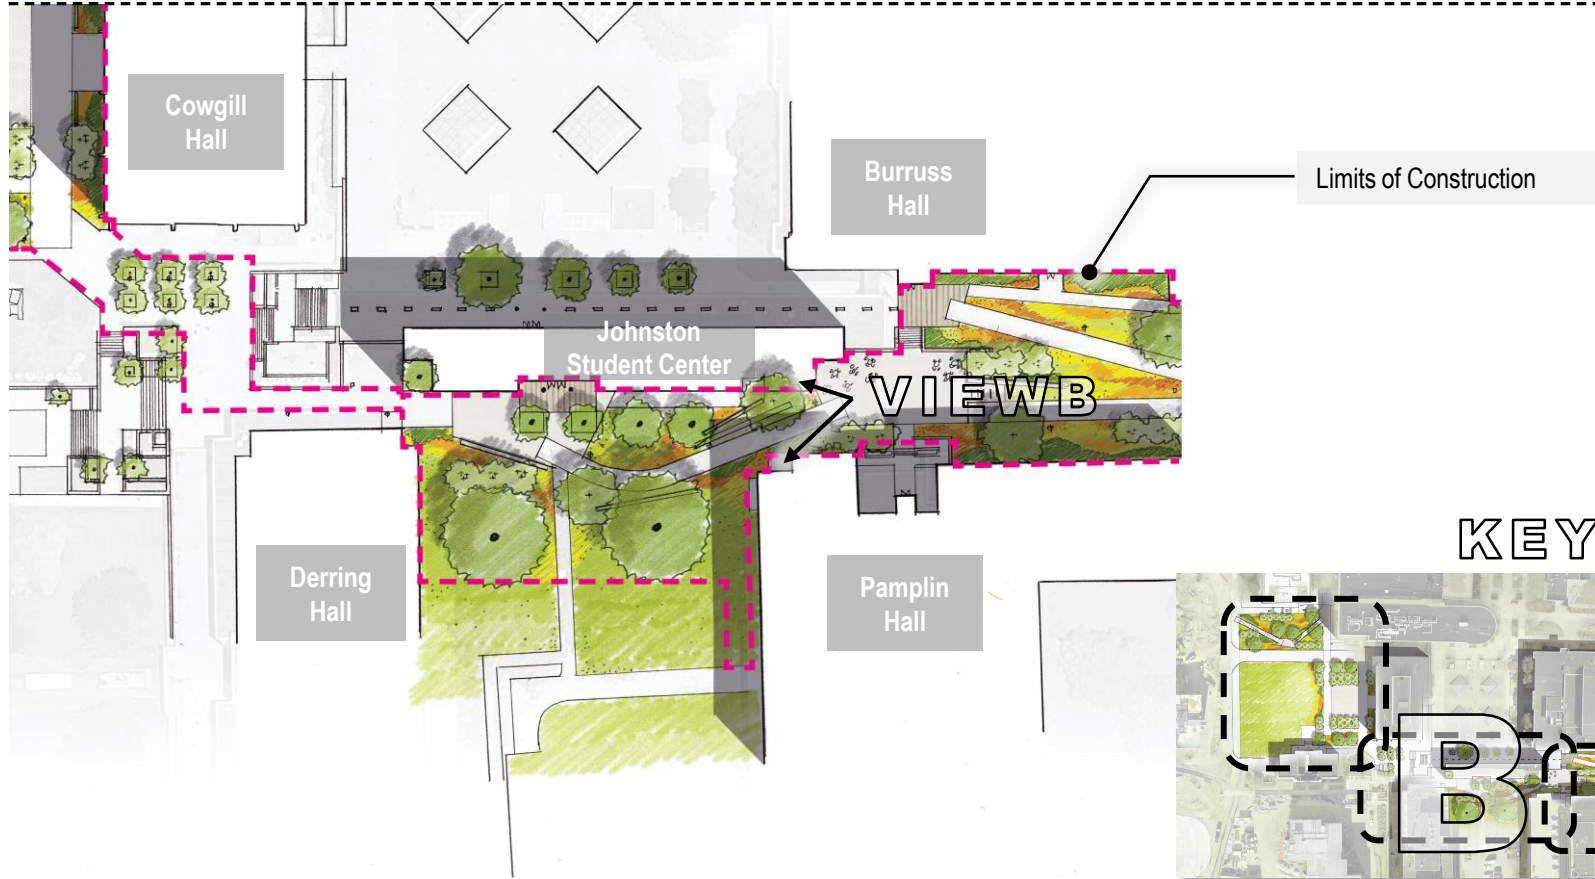 Cowgill
Hall
Burruss
Hall
Limits of Construction
Johnston
Student Center
VIEWB
KEY
Derring
Hall
Pamplin
Hall
B